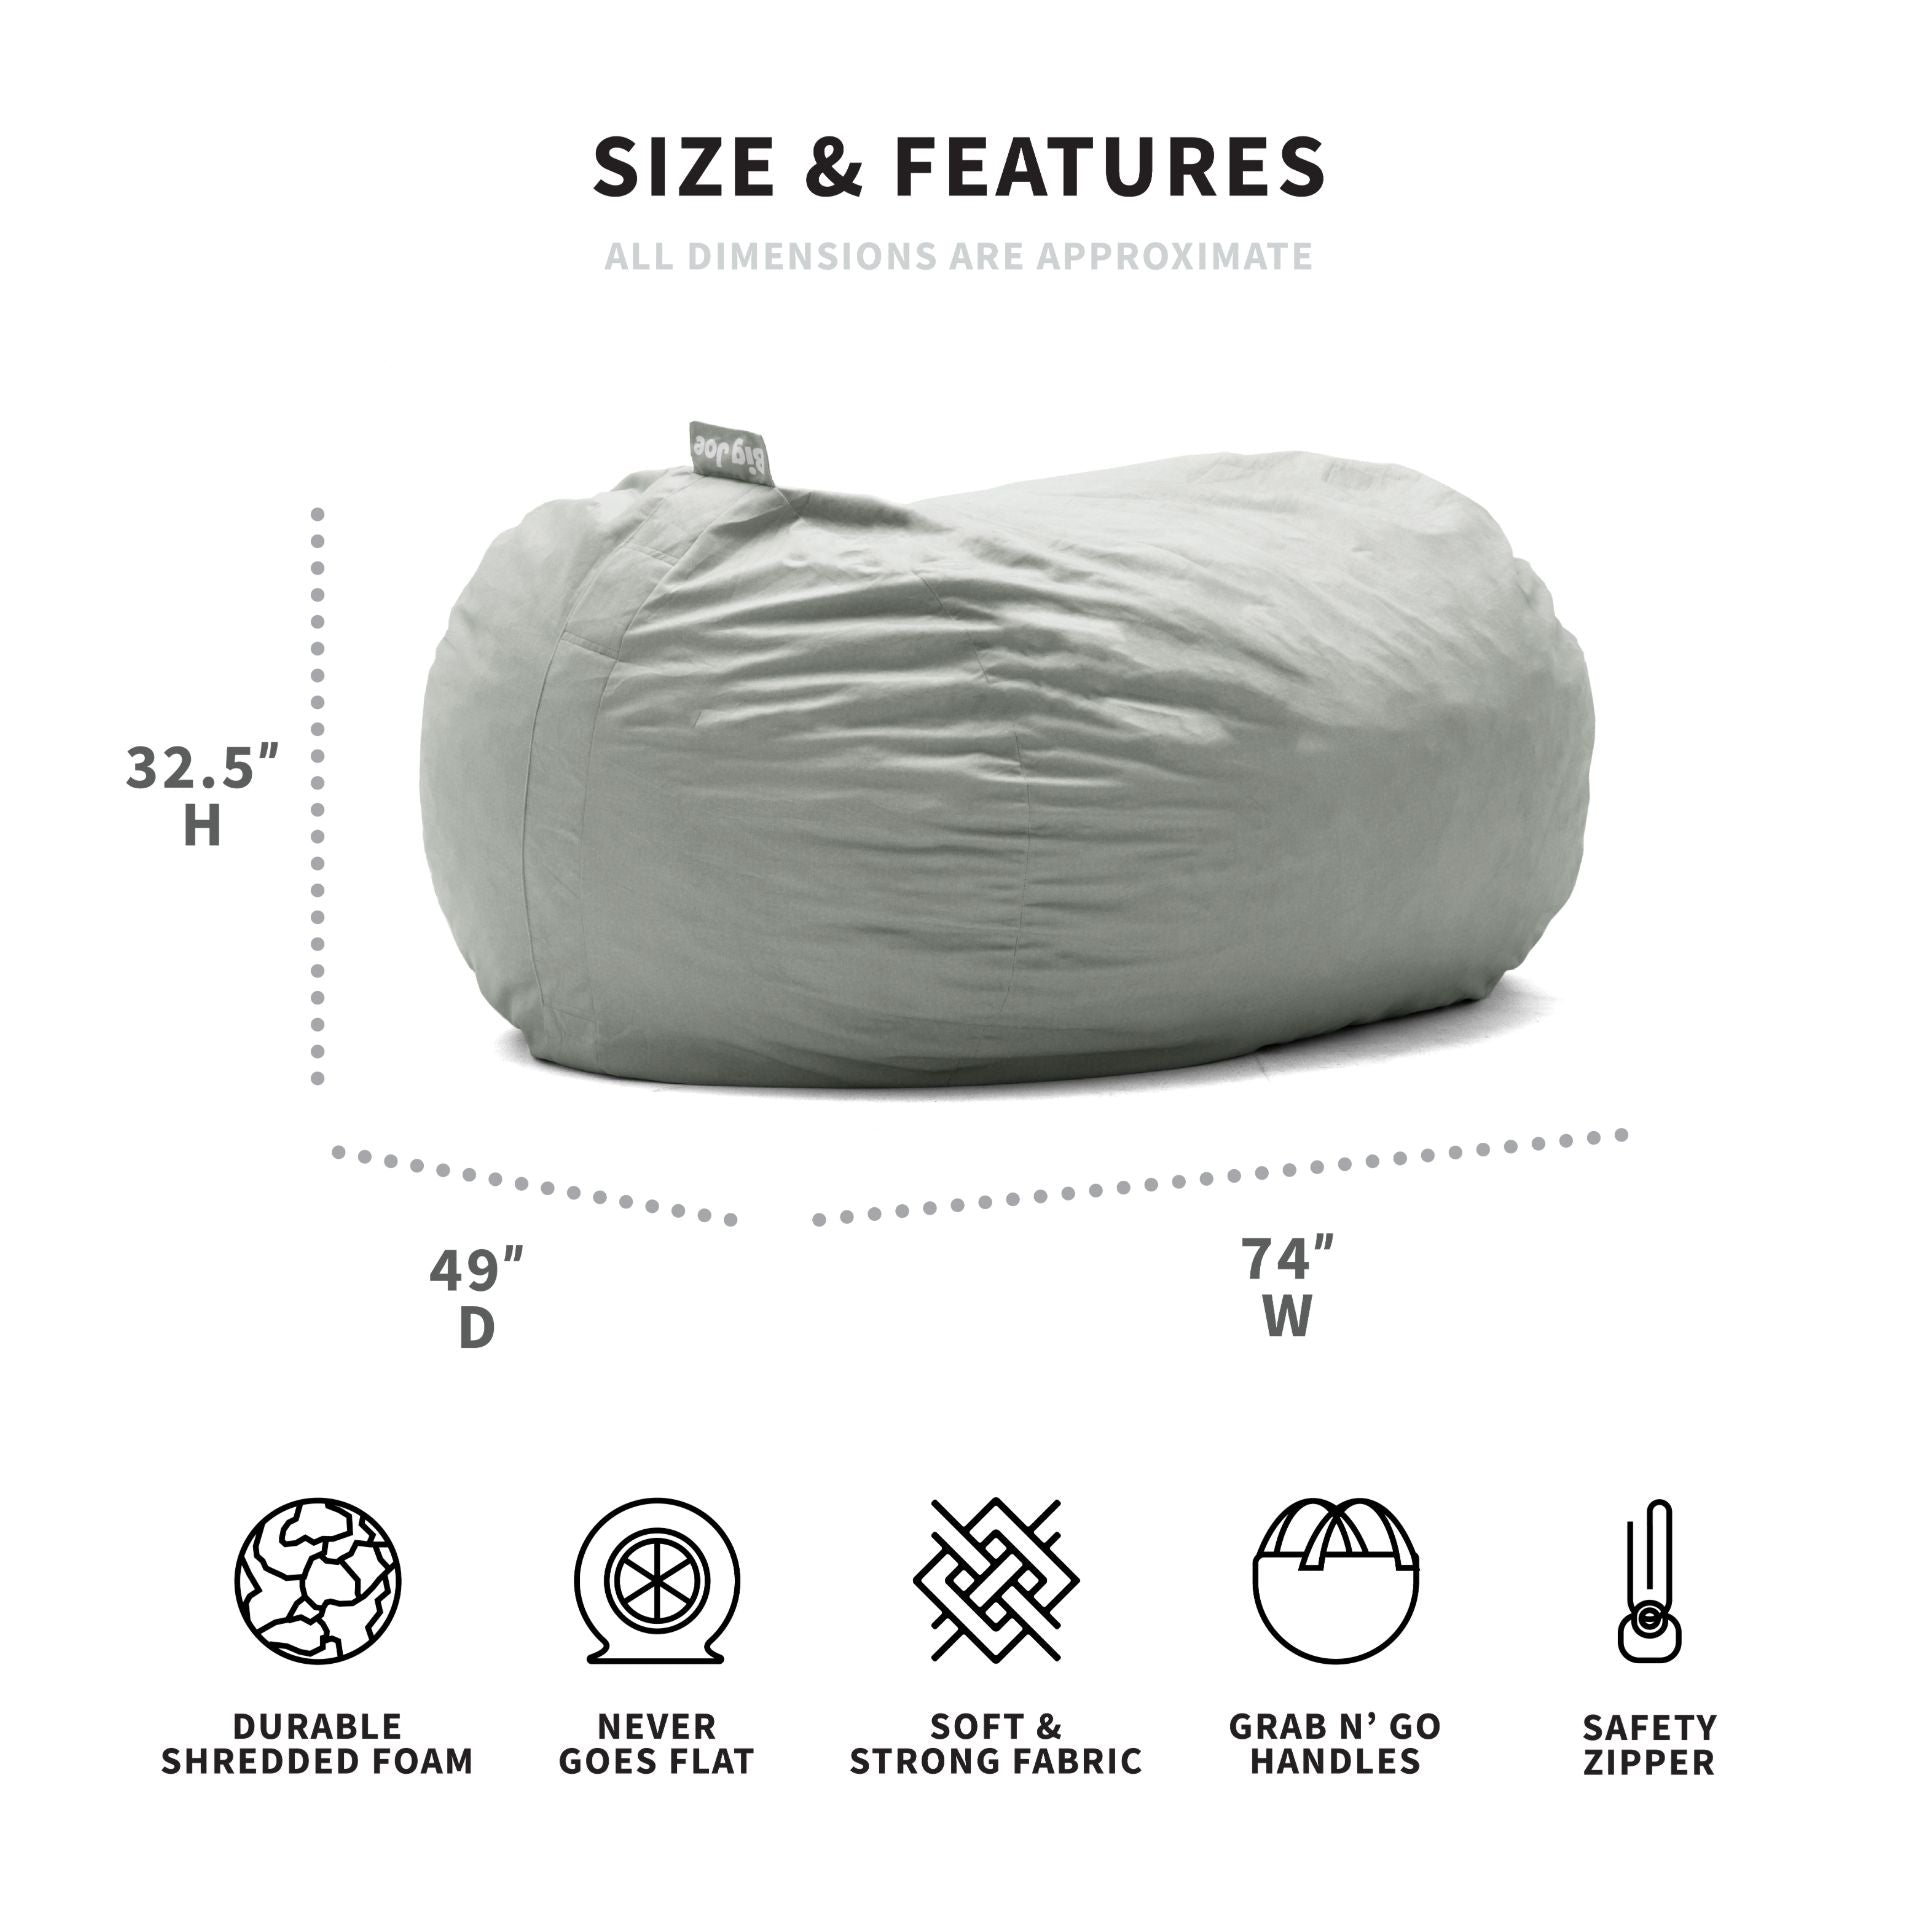 SIZE & FEATURES
ALL DIMENSIONS ARE APPROXIMATE
Big Joe
32.5"
H
49"
D
74"
W
DURABLE
SHREDDED FOAM
NEVER
GOES FLAT
SOFT &
STRONG FABRIC
GRAB N’ GO
HANDLES
SAFETY
ZIPPER